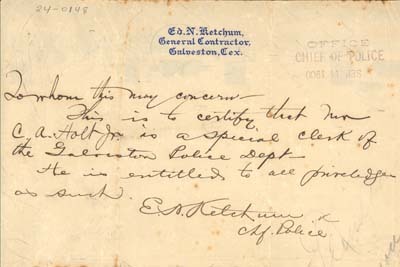 24-0148
Ed. N. Ketchum,
General Contractor,
Galveston, Tex.
OFFICE
CHIEF OF POLICE
To whom this may concern
This is to certify that Mr
C. A. Holt Jr. is a special clerk of
the Galveston Police Dept
He is entitled to all priviledges
as such.
E. N. Ketchum
Chf. Police